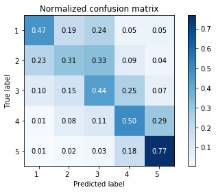 Normalized confusion matrix
1 0.47 0.19 0.24 0.05 0.05
2 0.23 0.31 0.33 0.09 0.04
3 0.10 0.15 0.44 0.25 0.07
4 0.01 0.08 0.11 0.50 0.29
5 0.01 0.02 0.03 0.18 0.77
1 2 3 4 5
True label
Predicted label
0.7
0.6
0.5
0.4
0.3
0.2
0.1